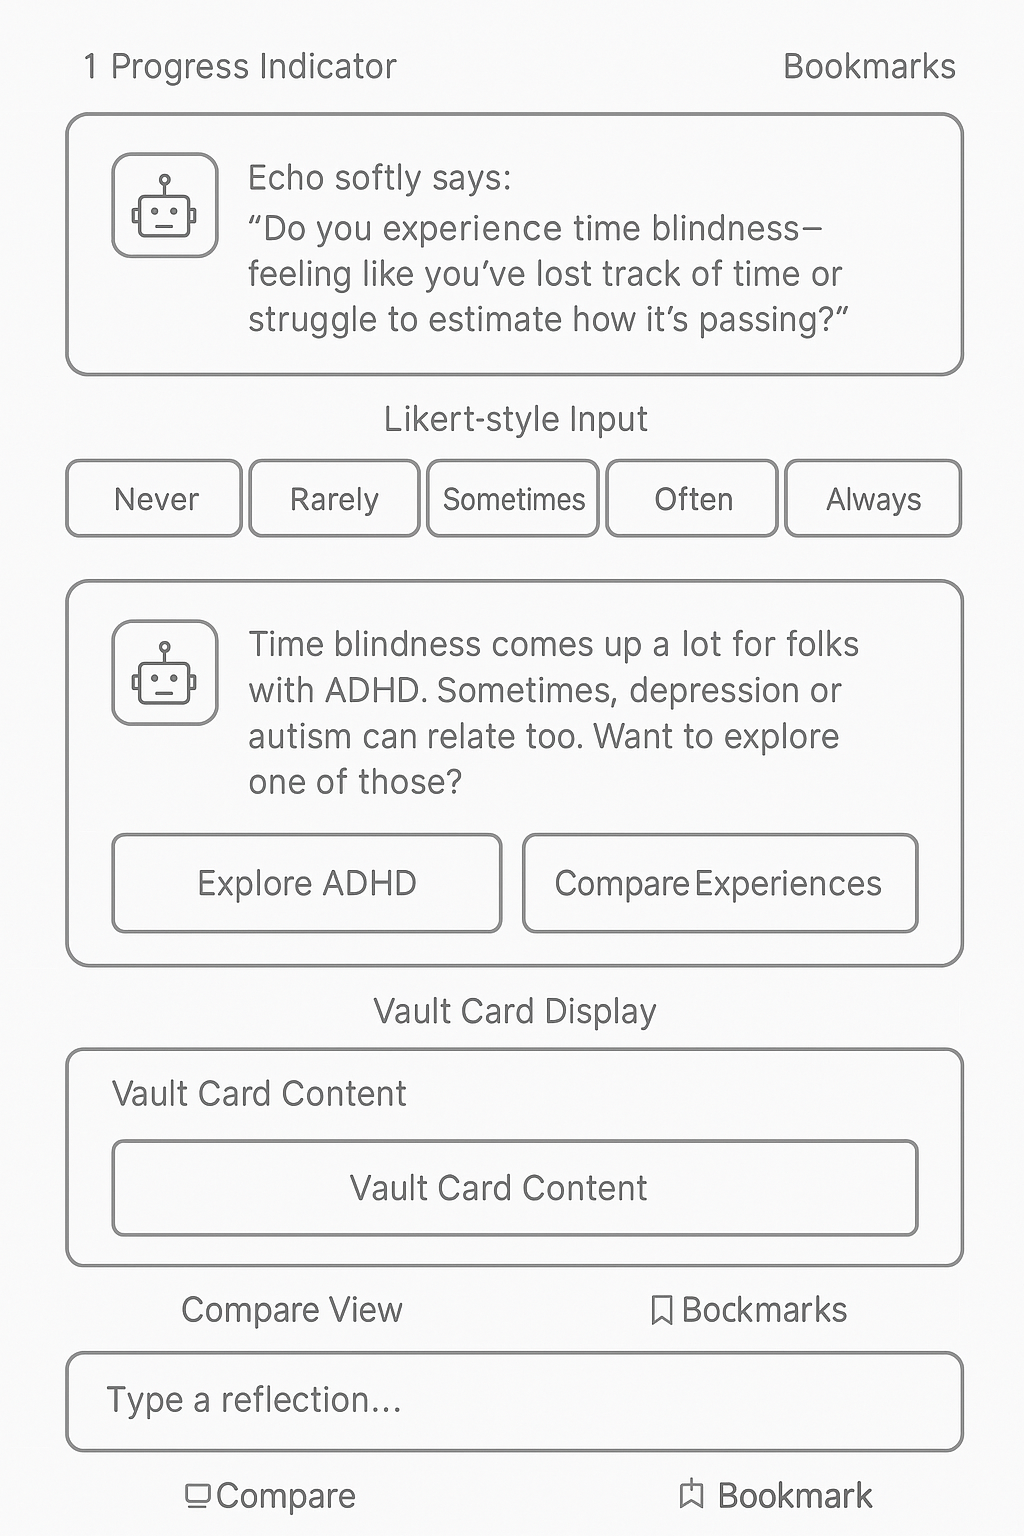 1 Progress Indicator
Bookmarks
Echo softly says:
“Do you experience time blindness–
feeling like you’ve lost track of time or
struggle to estimate how it’s passing?”
Likert-style Input
Never
Rarely
Sometimes
Often
Always
Time blindness comes up a lot for folks
with ADHD. Sometimes, depression or
autism can relate too. Want to explore
one of those?
Explore ADHD
Compare Experiences
Vault Card Display
Vault Card Content
Vault Card Content
Compare View
Bockmarks
Type a reflection...
Compare
Bookmark